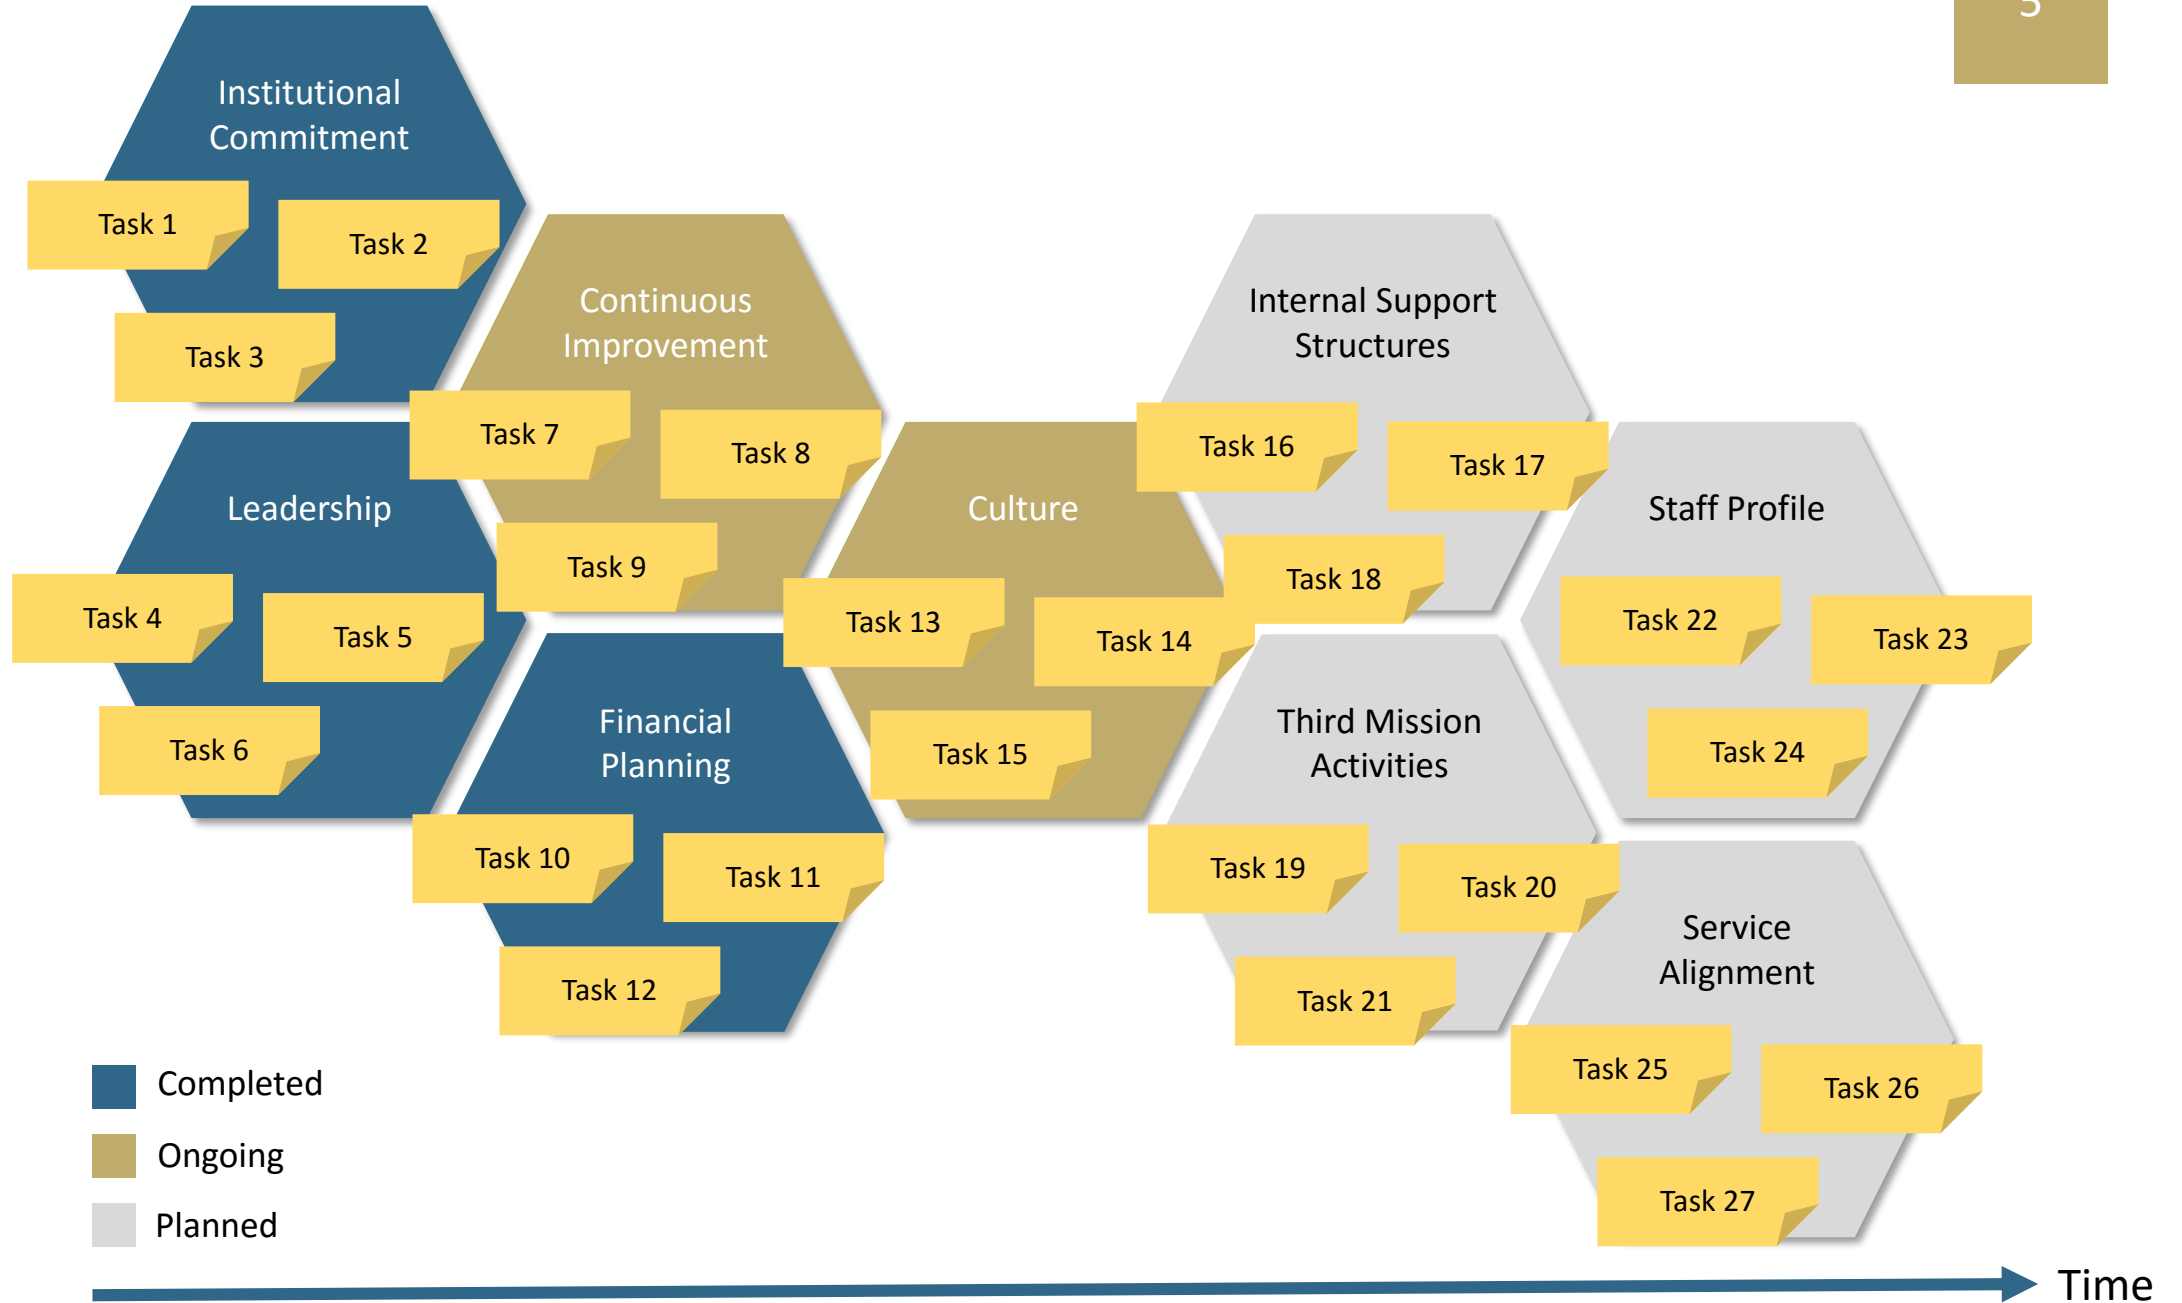 5
Institutional
Commitment
Task 1
Task 2
Task 3
Continuous
Improvement
Task 7
Task 8
Task 9
Internal Support
Structures
Task 16
Task 17
Task 18
Leadership
Task 4
Task 5
Task 6
Culture
Task 13
Task 14
Task 15
Staff Profile
Task 22
Task 23
Task 24
Financial
Planning
Task 10
Task 11
Task 12
Third Mission
Activities
Task 19
Task 20
Task 21
Service
Alignment
Task 25
Task 26
Task 27
Completed
Ongoing
Planned
Time